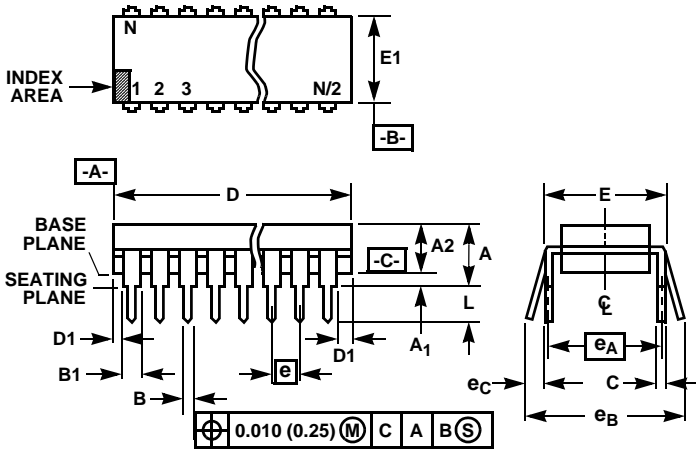 N
E1
INDEX
AREA
1 2 3 N/2
-B-
-A-
D
E
BASE
PLANE
A2 A
-C-
SEATING
PLANE
L
C
L
D1
A1
D1
eA
B1
e
eC
C
B
eB
0.010 (0.25) M C A B S